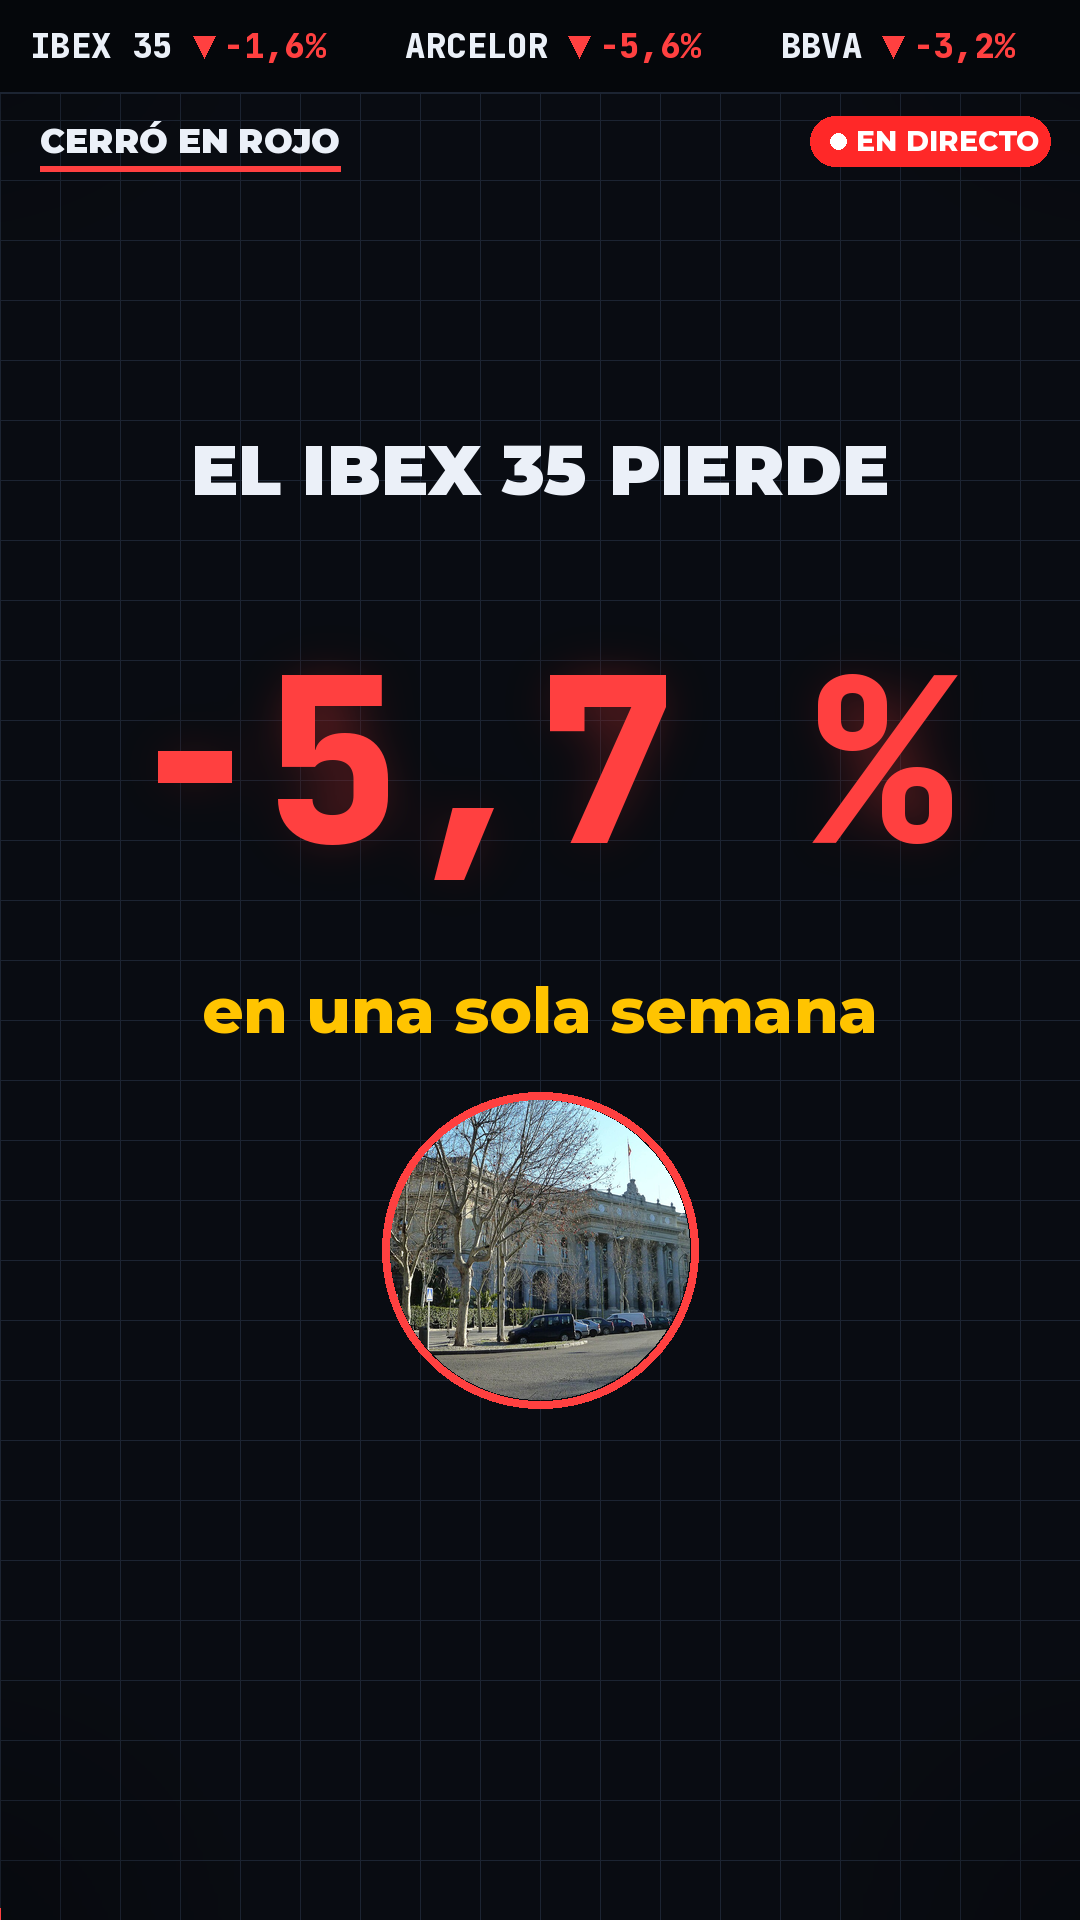 IBEX 35 ▼ -1,6% ARCELOR ▼ -5,6% BBVA ▼ -3,2%
CERRÓ EN ROJO
EN DIRECTO
EL IBEX 35 PIERDE
-5,7 %
en una sola semana